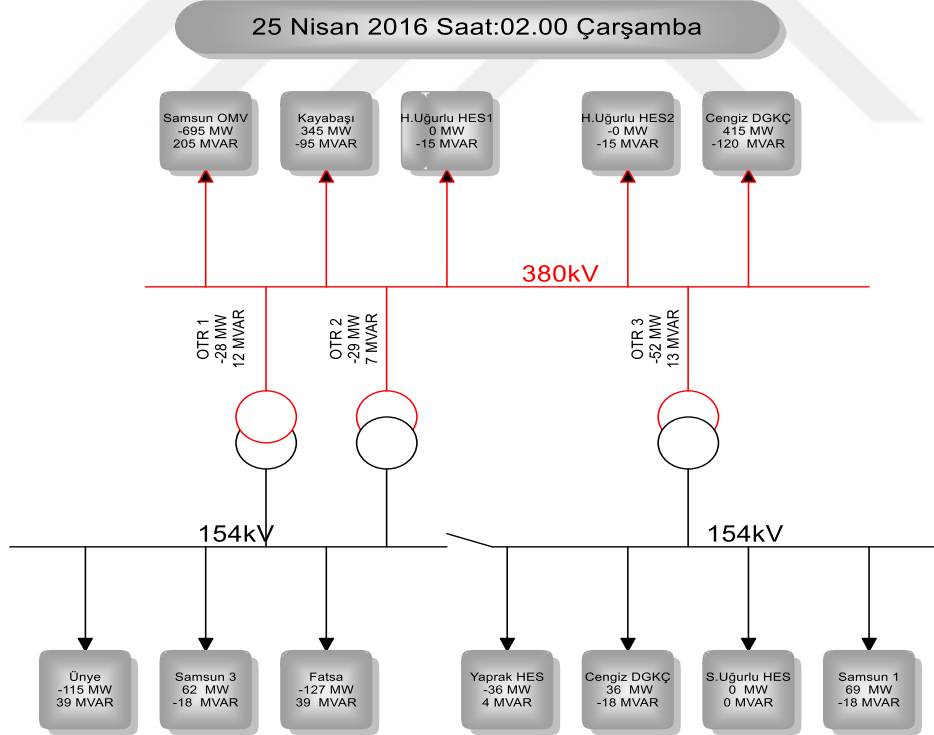 25 Nisan 2016 Saat:02.00 Çarşamba
Samsun OMV
-695 MW
205 MVAR
Kayabaşı
345 MW
-95 MVAR
H.Uğurlu HES1
0 MW
-15 MVAR
H.Uğurlu HES2
-0 MW
-15 MVAR
Cengiz DGKÇ
415 MW
-120 MVAR
380kV
OTR 1
-28 MW
12 MVAR
OTR 2
-29 MW
7 MVAR
OTR 3
-52 MW
13 MVAR
154kV
154kV
Ünye
-115 MW
39 MVAR
Samsun 3
62 MW
-18 MVAR
Fatsa
-127 MW
39 MVAR
Yaprak HES
-36 MW
4 MVAR
Cengiz DGKÇ
36 MW
-18 MVAR
S.Uğurlu HES
0 MW
0 MVAR
Samsun 1
69 MW
-18 MVAR